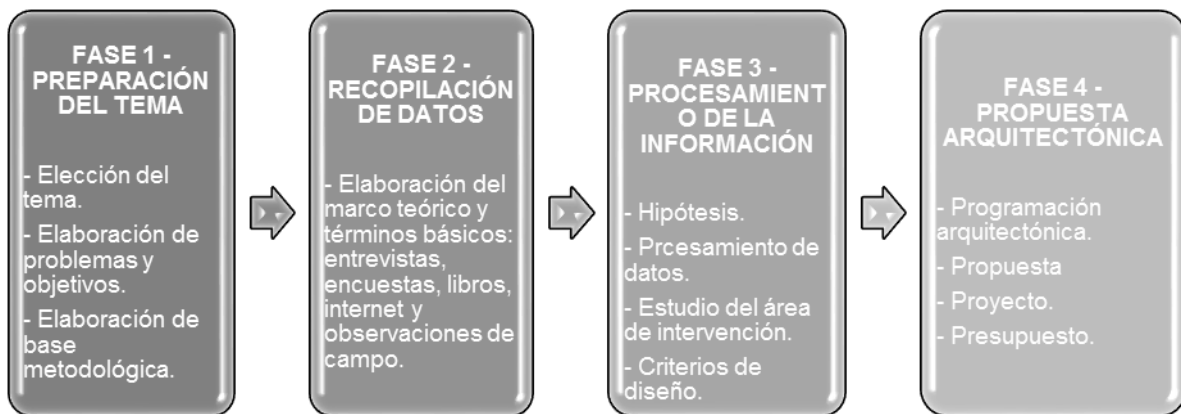 FASE 1 -
PREPARACIÓN
DEL TEMA
- Elección del
tema.
- Elaboración de
problemas y
objetivos.
- Elaboración de
base
metodológica.
FASE 2 -
RECOPILACIÓN
DE DATOS
- Elaboración del
marco teórico y
términos básicos:
entrevistas,
encuestas, libros,
internet y
observaciones de
campo.
FASE 3 -
PROCESAMIENT
O DE LA
INFORMACIÓN
- Hipótesis.
- Prcesamiento de
datos.
- Estudio del área
de intervención.
- Criterios de
diseño.
FASE 4 -
PROPUESTA
ARQUITECTÓNICA
- Programación
arquitectónica.
- Propuesta
- Proyecto.
- Presupuesto.